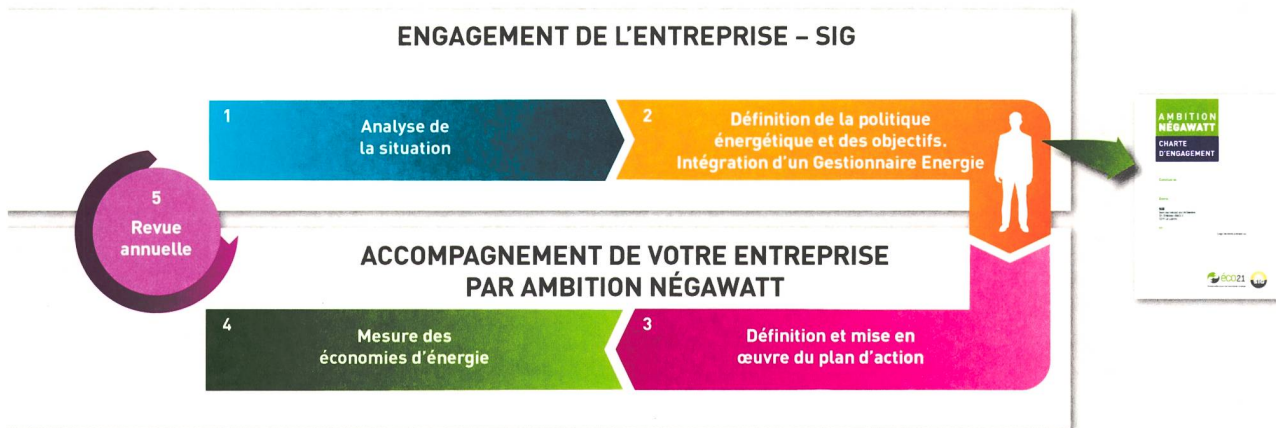 ENGAGEMENT DE L'ENTREPRISE – SIG
1
Analyse de
la situation
2
Définition de la politique
énergétique et des objectifs.
Intégration d'un Gestionnaire Energie
AMBITION
NÉGAWATT
CHARTE
D'ENGAGEMENT
éco21
5
Revue
annuelle
ACCOMPAGNEMENT DE VOTRE ENTREPRISE
PAR AMBITION NÉGAWATT
4
Mesure des
économies d'énergie
3
Définition et mise en
œuvre du plan d'action